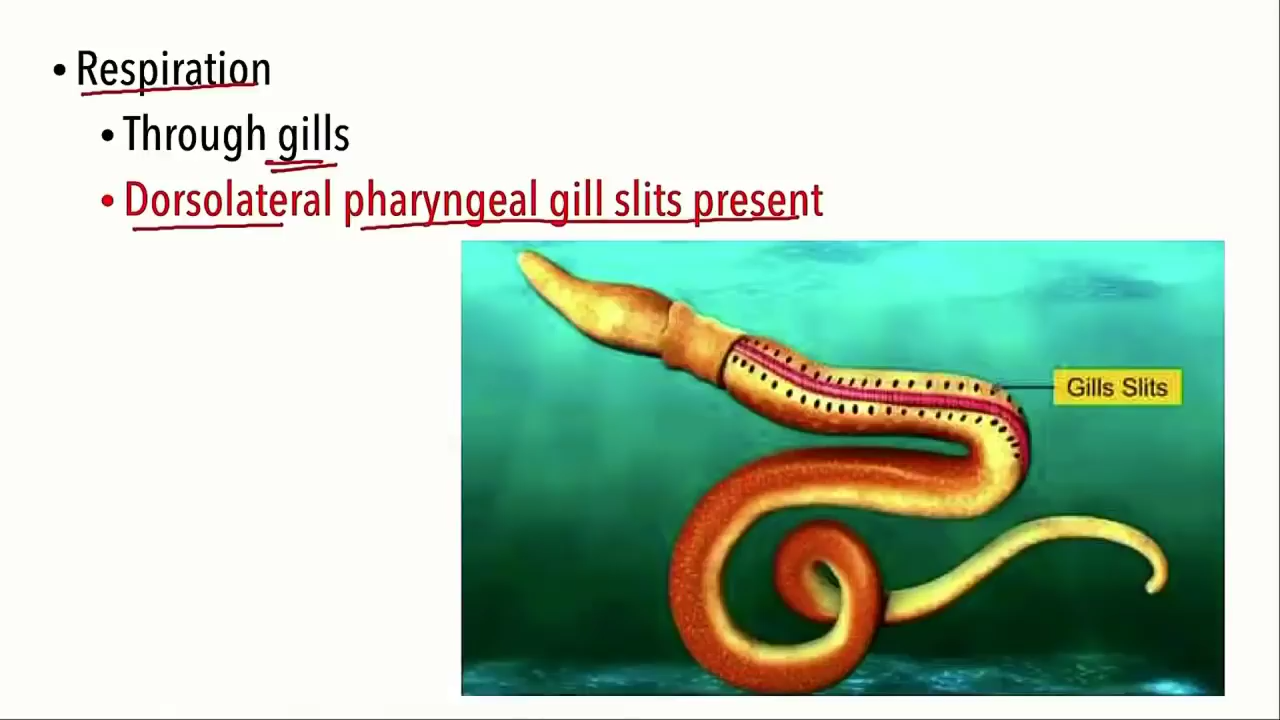 • Respiration
• Through gills
• Dorsolateral pharyngeal gill slits present
Gills Slits